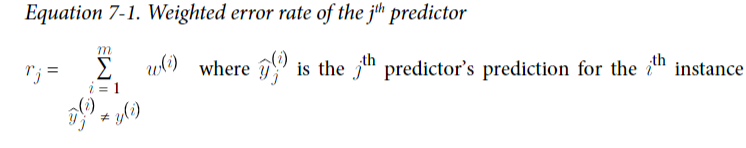 Equation 7-1. Weighted error rate of the jth predictor
rj = m ∑ i = 1 ŷj(i) ≠ y(i) w(i) where ŷj(i) is the jth predictor's prediction for the ith instance